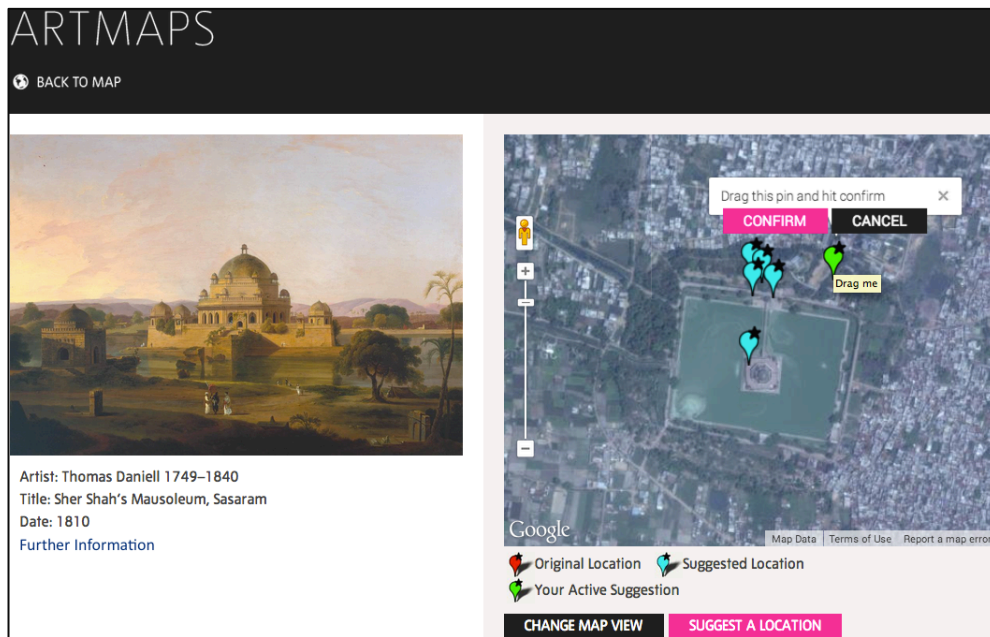 ARTMAPS
BACK TO MAP
Artist: Thomas Daniell 1749–1840
Title: Sher Shah's Mausoleum, Sasaram
Date: 1810
Further Information
Drag this pin and hit confirm ×
CONFIRM CANCEL
Drag me
Google
Map Data Terms of Use Report a map error
Original Location Suggested Location
Your Active Suggestion
CHANGE MAP VIEW SUGGEST A LOCATION